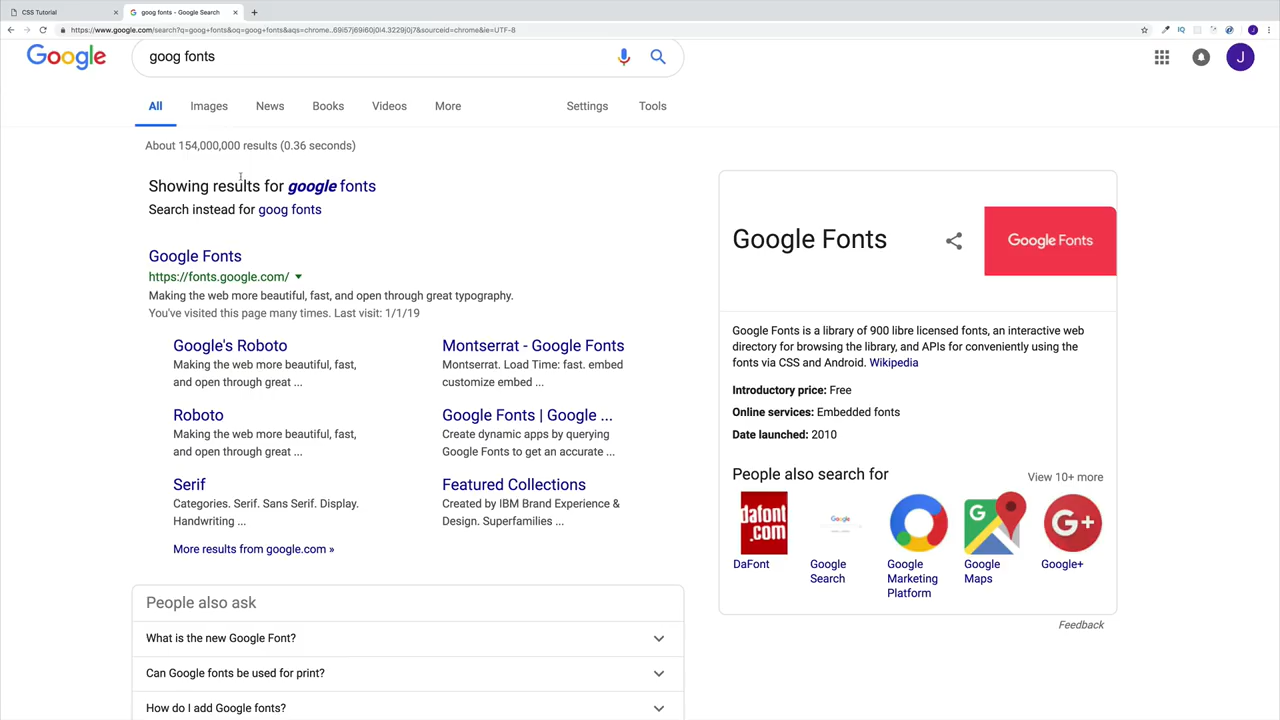 CSS Tutorial
goog fonts - Google Search
https://www.google.com/search?q=goog+fonts&oq=goog+fonts&aqs=chrome..69i57j69i60j0l4.3229j0j7&sourceid=chrome&ie=UTF-8
Google
goog fonts
J
All
Images
News
Books
Videos
More
Settings
Tools
About 154,000,000 results (0.36 seconds)
Showing results for google fonts
Search instead for goog fonts
Google Fonts
https://fonts.google.com/
Making the web more beautiful, fast, and open through great typography.
You've visited this page many times. Last visit: 1/1/19
Google's Roboto
Making the web more beautiful, fast,
and open through great ...
Montserrat - Google Fonts
Montserrat. Load Time: fast. embed
customize embed ...
Roboto
Making the web more beautiful, fast,
and open through great ...
Google Fonts | Google ...
Create dynamic apps by querying
Google Fonts to get an accurate ...
Serif
Categories. Serif. Sans Serif. Display.
Handwriting ...
Featured Collections
Created by IBM Brand Experience &
Design. Superfamilies ...
More results from google.com »
People also ask
What is the new Google Font?
Can Google fonts be used for print?
How do I add Google fonts?
Google Fonts
Google Fonts
Google Fonts is a library of 900 libre licensed fonts, an interactive web
directory for browsing the library, and APIs for conveniently using the
fonts via CSS and Android. Wikipedia
Introductory price: Free
Online services: Embedded fonts
Date launched: 2010
People also search for
View 10+ more
dafont
.com
Google
G
G+
DaFont
Google
Search
Google
Marketing
Platform
Google
Maps
Google+
Feedback